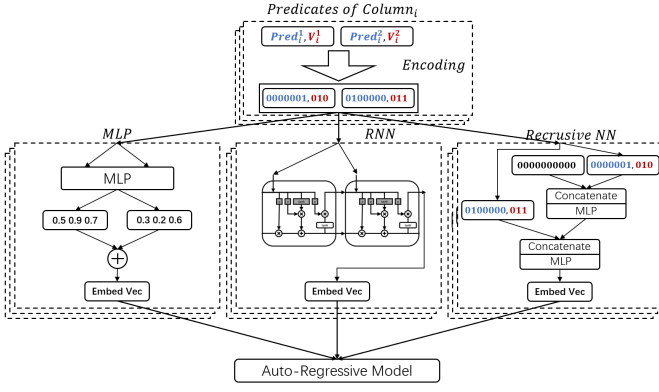 Predicates of Column_i
Pred_i^1, V_i^1
Pred_i^2, V_i^2
Encoding
0000001, 010
0100000, 011
MLP
RNN
Recrusive NN
MLP
0.5 0.9 0.7
0.3 0.2 0.6
Embed Vec
Embed Vec
0000000000
0000001, 010
0100000, 011
Concatenate
MLP
Concatenate
MLP
Embed Vec
Auto-Regressive Model